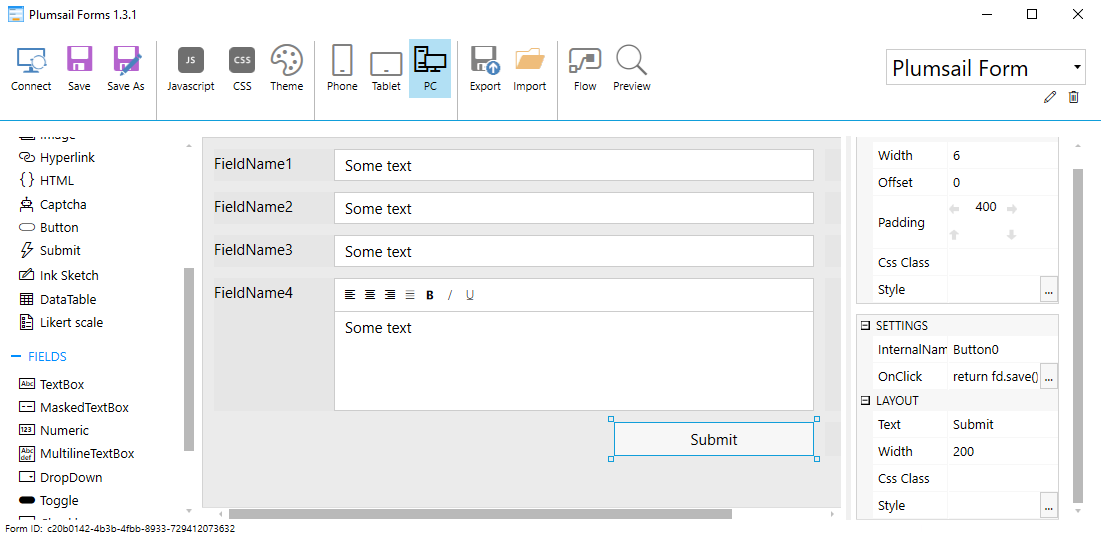 Plumsail Forms 1.3.1
Connect Save Save As Javascript CSS Theme Phone Tablet PC Export Import Flow Preview
JS CSS
Plumsail Form
Image
Hyperlink
HTML
Captcha
Button
Submit
Ink Sketch
DataTable
Likert scale
FIELDS
Abc TextBox
MaskedTextBox
123 Numeric
Abc def MultilineTextBox
DropDown
Toggle
FieldName1 Some text
FieldName2 Some text
FieldName3 Some text
FieldName4
B I U
Some text
Submit
Width 6
Offset 0
Padding 400
Css Class
Style ...
SETTINGS
InternalNam Button0
OnClick return fd.save() ...
LAYOUT
Text Submit
Width 200
Css Class
Style ...
Form ID: c20b0142-4b3b-4fbb-8933-729412073632